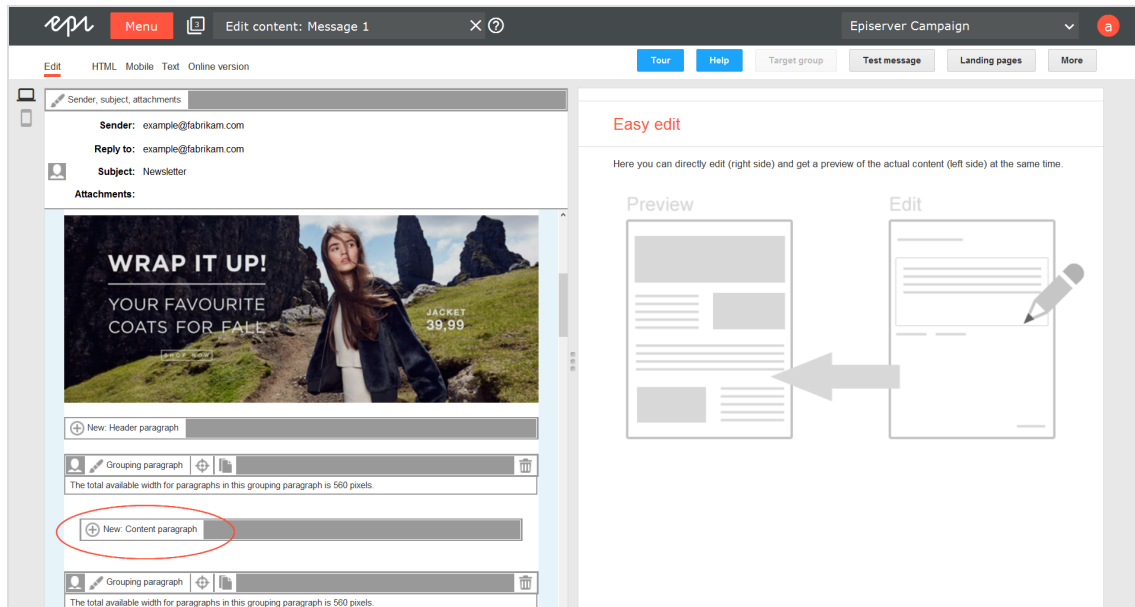 epi Menu 3 Edit content: Message 1 Episerver Campaign a
Edit HTML Mobile Text Online version Tour Help Target group Test message Landing pages More
Sender, subject, attachments
Sender: example@fabrikam.com
Reply to: example@fabrikam.com
Subject: Newsletter
Attachments:
WRAP IT UP!
YOUR FAVOURITE
COATS FOR FALL
SHOP NOW
JACKET
39,99
New: Header paragraph
Grouping paragraph
The total available width for paragraphs in this grouping paragraph is 560 pixels.
New: Content paragraph
Grouping paragraph
The total available width for paragraphs in this grouping paragraph is 560 pixels.
Easy edit
Here you can directly edit (right side) and get a preview of the actual content (left side) at the same time.
Preview Edit